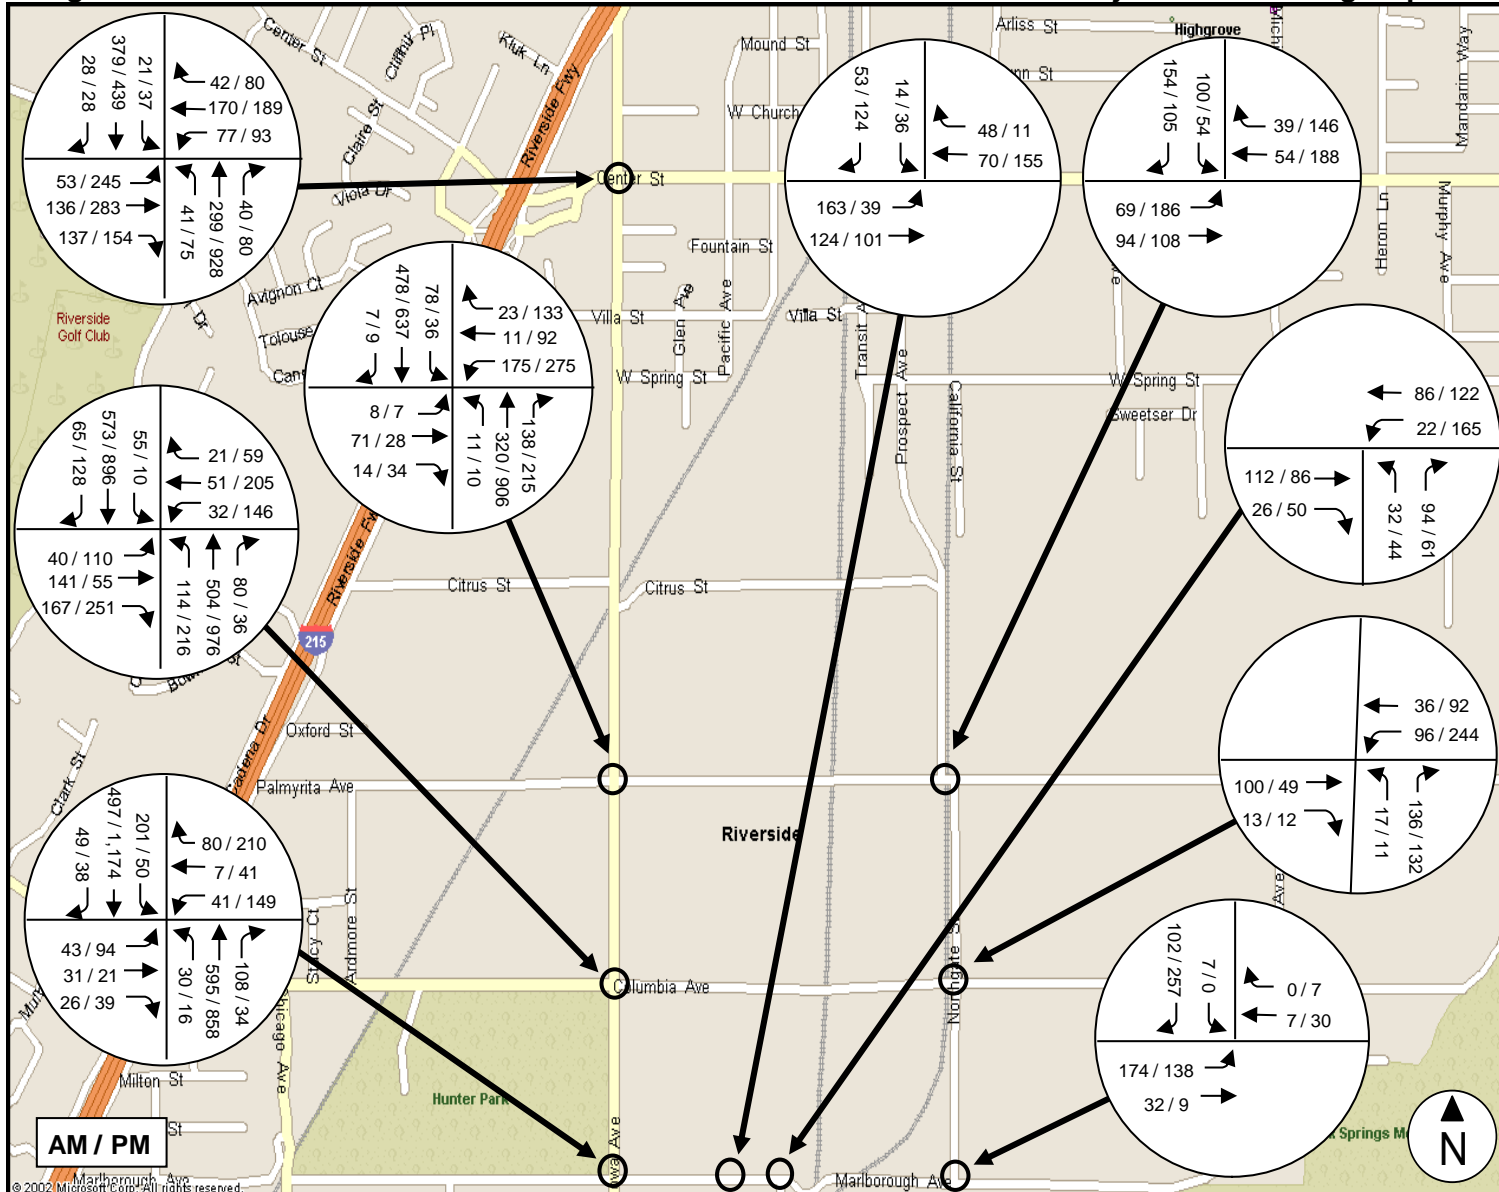 21 / 37
379 / 439
28 / 28
42 / 80
170 / 189
77 / 93
53 / 245
136 / 283
137 / 154
41 / 75
299 / 928
40 / 80
78 / 36
478 / 637
7 / 9
23 / 133
11 / 92
175 / 275
8 / 7
71 / 28
14 / 34
11 / 10
320 / 906
138 / 215
55 / 10
573 / 896
65 / 128
21 / 59
51 / 205
32 / 146
40 / 110
141 / 55
167 / 251
114 / 216
504 / 976
80 / 36
201 / 50
497 / 1,174
49 / 38
80 / 210
7 / 41
41 / 149
43 / 94
31 / 21
26 / 39
30 / 16
595 / 858
108 / 34
53 / 124
14 / 36
48 / 11
70 / 155
163 / 39
124 / 101
154 / 105
100 / 54
39 / 146
54 / 188
69 / 186
94 / 108
86 / 122
22 / 165
112 / 86
26 / 50
32 / 44
94 / 61
36 / 92
96 / 244
100 / 49
13 / 12
17 / 11
136 / 132
102 / 257
7 / 0
0 / 7
7 / 30
174 / 138
32 / 9
Center St
Kluk Ln
Claire St
Viola Dr
Avignon Ct
Dr
Riverside
Golf Club
Riverside Fwy
Mound St
W Church
Arliss St
Highgrove
Center St
Fountain St
Villa St
Villa St
Glen Ave
Pacific Ave
W Spring St
W Spring St
Sweetser Dr
Prospect Ave
California St
Heron Ln
Murphy Ave
Citrus St
Citrus St
215
Oxford St
Clark St
Palmyrita Ave
Riverside
Stacy Ct
Ardmore St
Columbia Ave
Hunter Park
Milton St
St
Marlborough Ave
Marlborough Ave
AM / PM
N
© 2002 Microsoft Corp. All rights reserved.